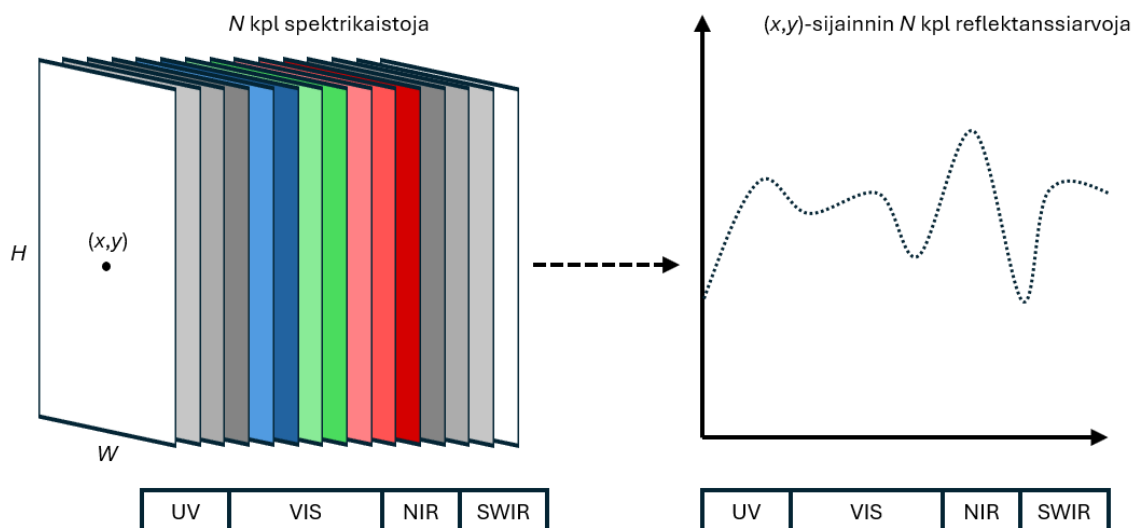 N kpl spektrikaistoja
(x,y)-sijainnin N kpl reflektanssiarvoja
(x,y)
H
W
UV VIS NIR SWIR
UV VIS NIR SWIR